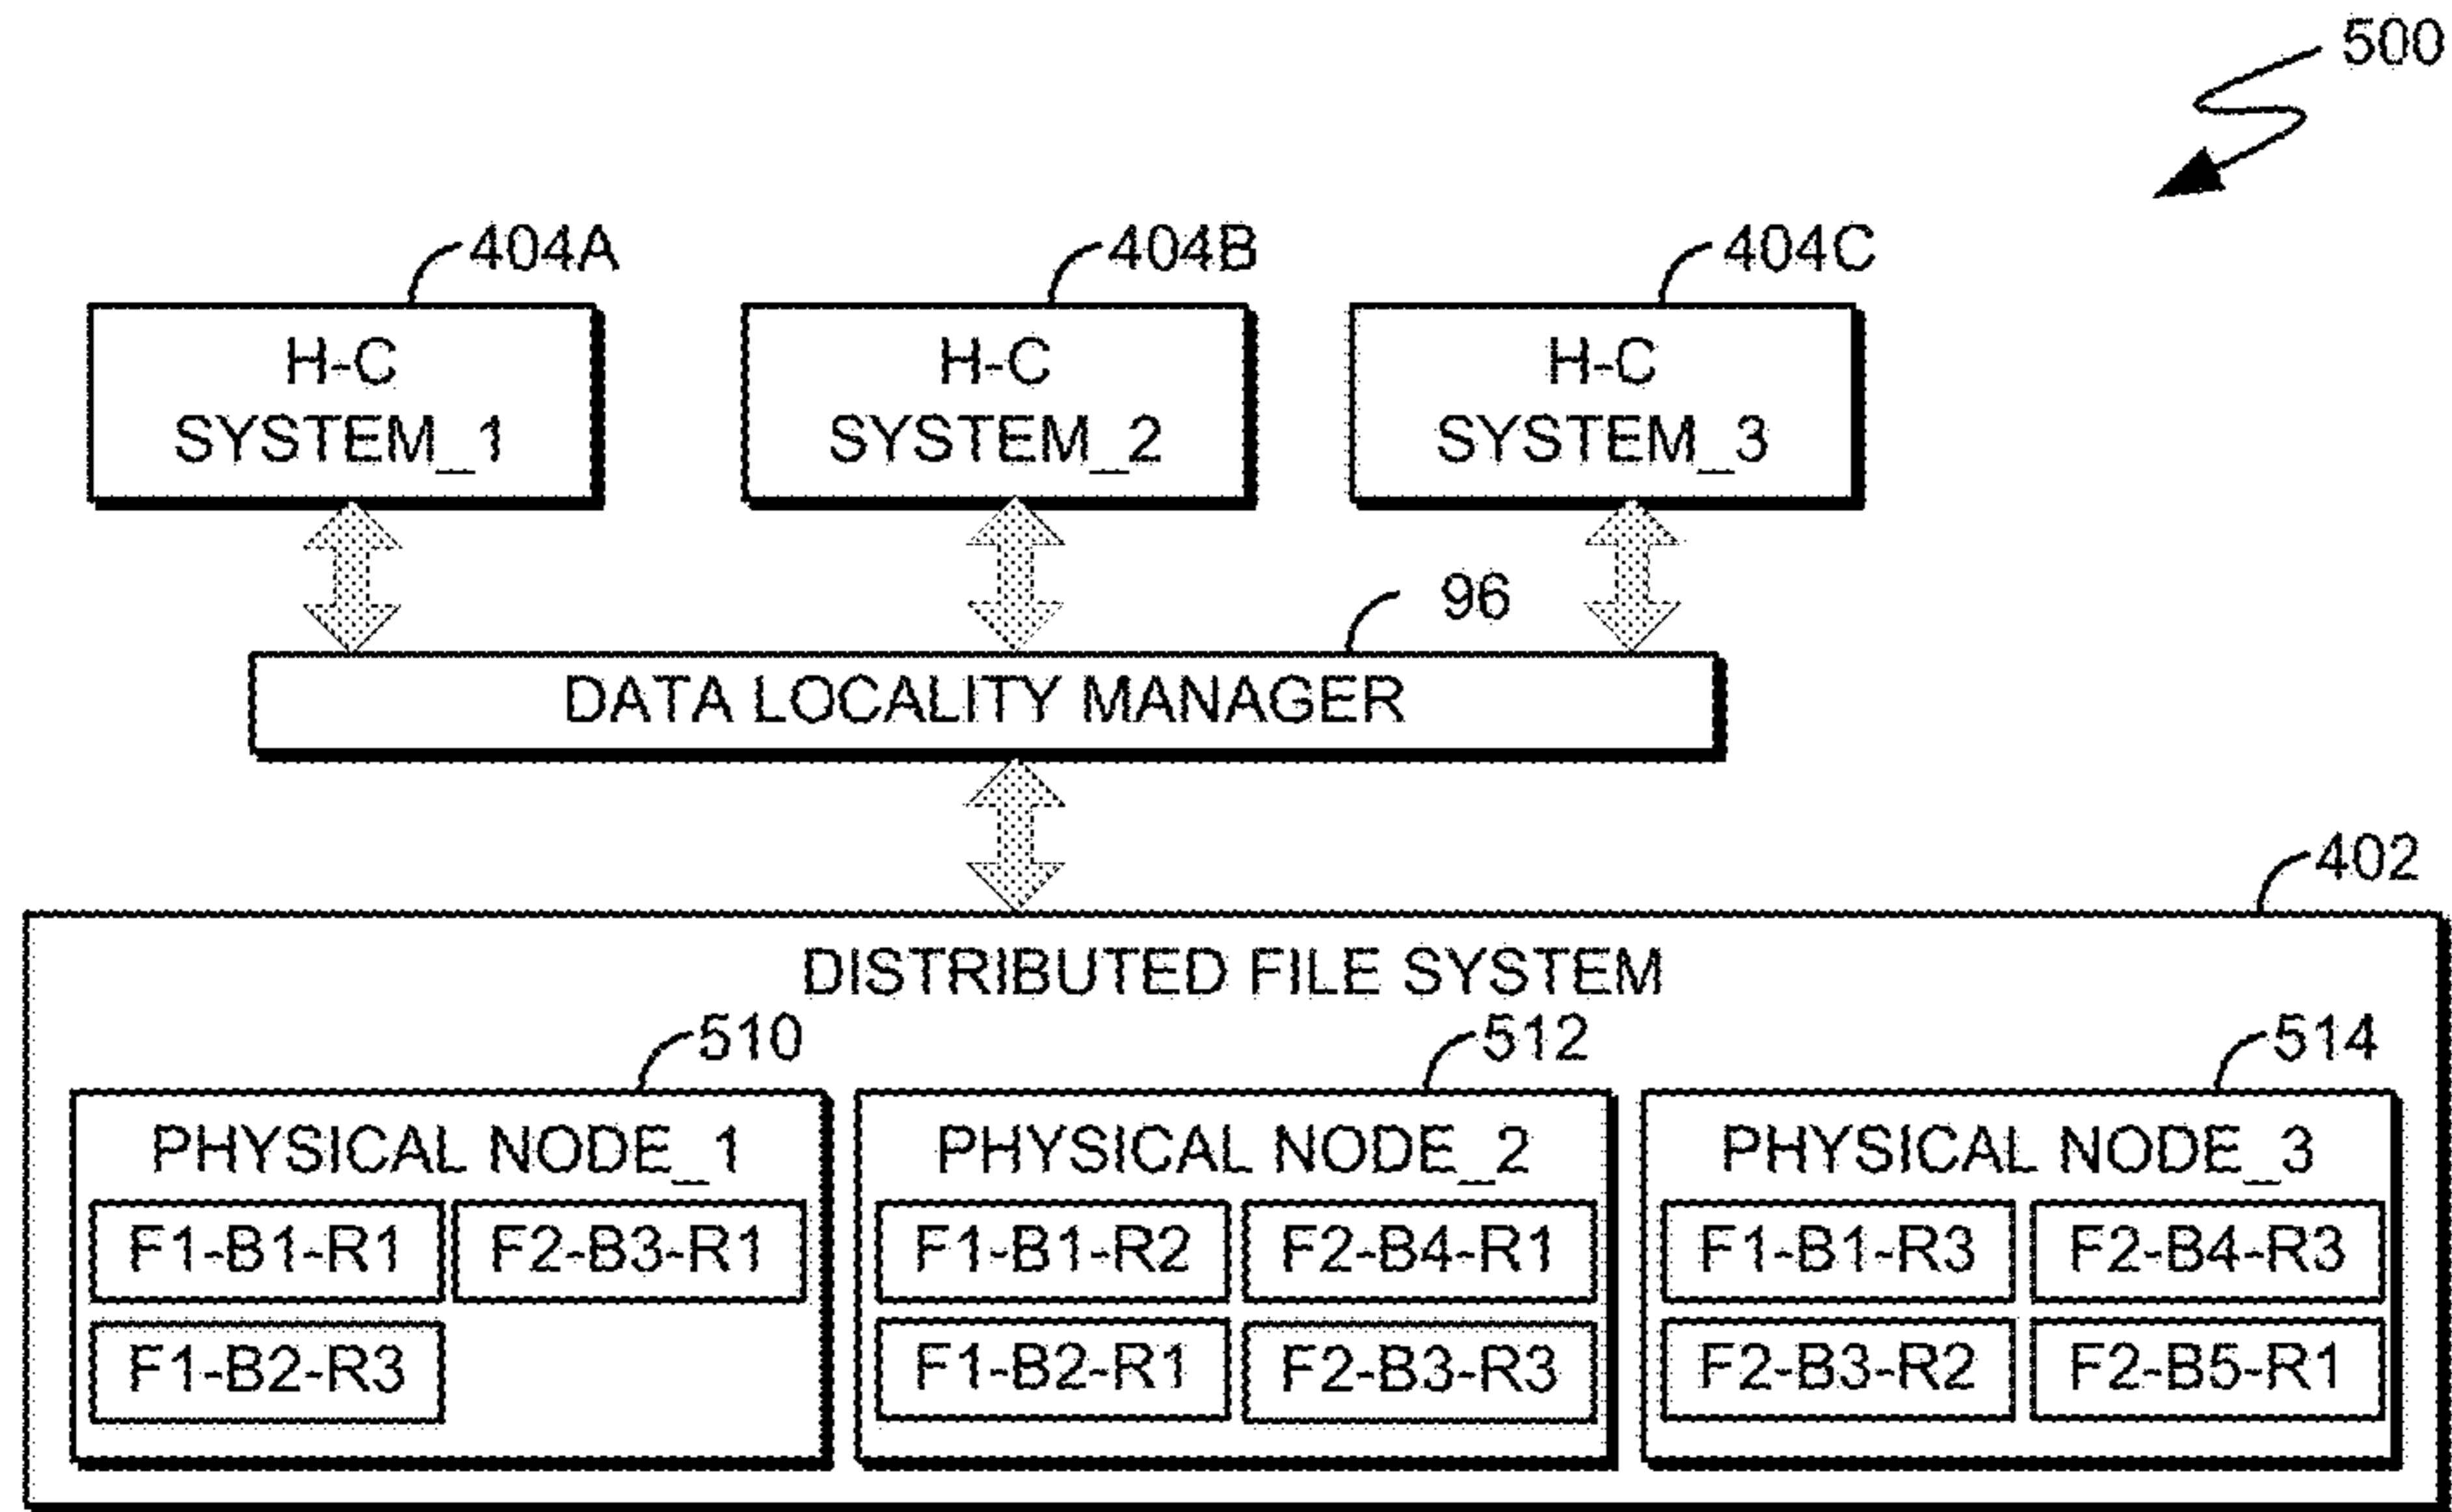 500
404A
404B
404C
H-C
SYSTEM_1
H-C
SYSTEM_2
H-C
SYSTEM_3
96
DATA LOCALITY MANAGER
402
DISTRIBUTED FILE SYSTEM
510
512
514
PHYSICAL NODE_1
F1-B1-R1
F2-B3-R1
F1-B2-R3
PHYSICAL NODE_2
F1-B1-R2
F2-B4-R1
F1-B2-R1
F2-B3-R3
PHYSICAL NODE_3
F1-B1-R3
F2-B4-R3
F2-B3-R2
F2-B5-R1